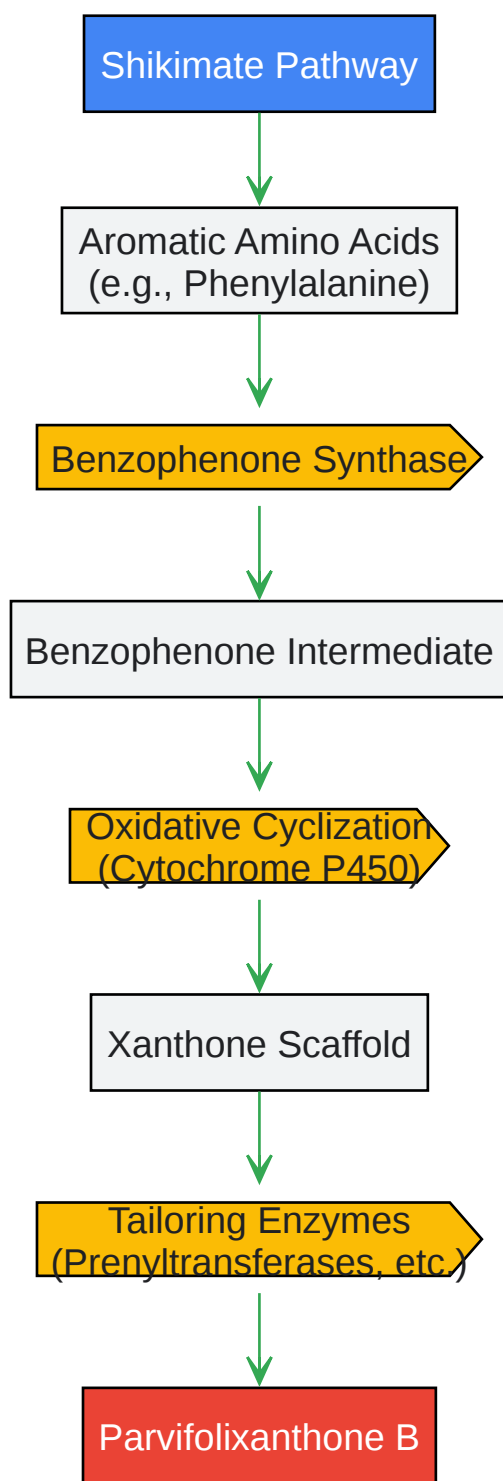 Shikimate Pathway
Aromatic Amino Acids
(e.g., Phenylalanine)
Benzophenone Synthase
Benzophenone Intermediate
Oxidative Cyclization
(Cytochrome P450)
Xanthone Scaffold
Tailoring Enzymes
(Prenyltransferases, etc.)
Parvifolixanthone B